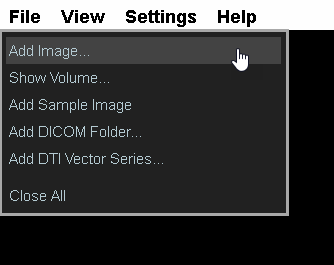 File View Settings Help
Add Image...
Show Volume...
Add Sample Image
Add DICOM Folder...
Add DTI Vector Series...
Close All